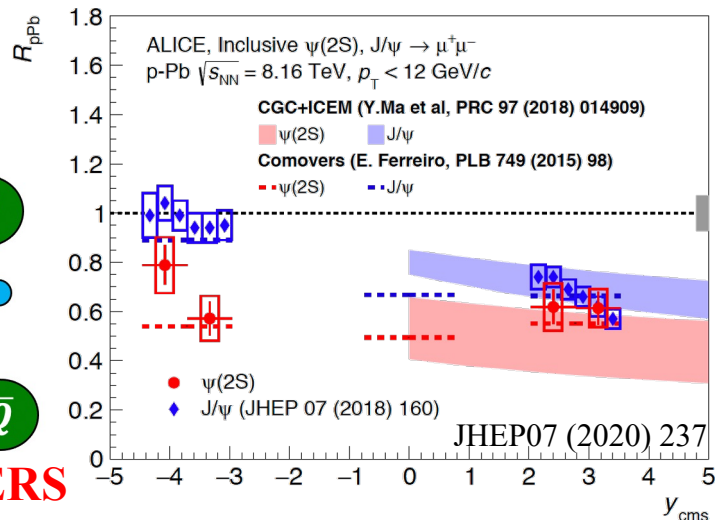 R_pPb
1.8
1.6
1.4
1.2
1
0.8
0.6
0.4
0.2
0
ALICE, Inclusive ψ(2S), J/ψ → μ⁺μ⁻
p-Pb √s_NN = 8.16 TeV, p_T < 12 GeV/c
CGC+ICEM (Y.Ma et al, PRC 97 (2018) 014909)
ψ(2S) J/ψ
Comovers (E. Ferreiro, PLB 749 (2015) 98)
ψ(2S) J/ψ
ψ(2S)
J/ψ (JHEP 07 (2018) 160)
JHEP07 (2020) 237
−5 −4 −3 −2 −1 0 1 2 3 4 5
y_cms
Q̅
ERS